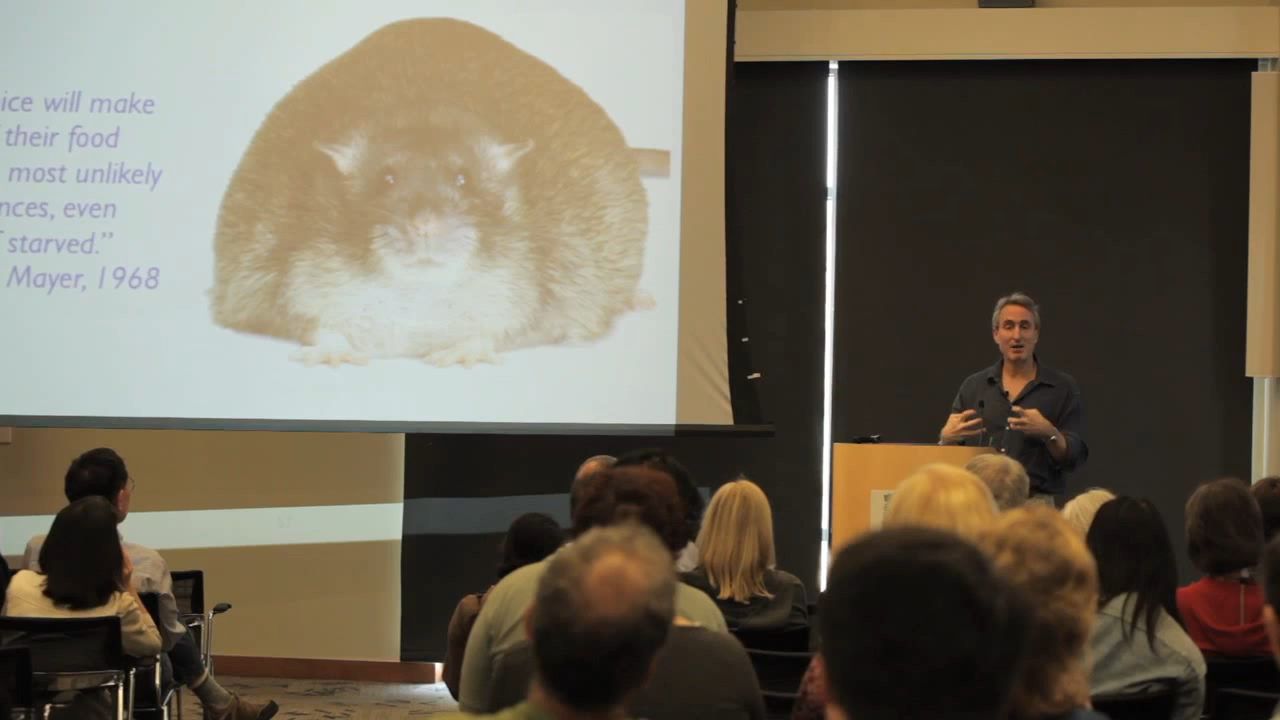 ice will make
their food
most unlikely
nces, even
starved.”
Mayer, 1968